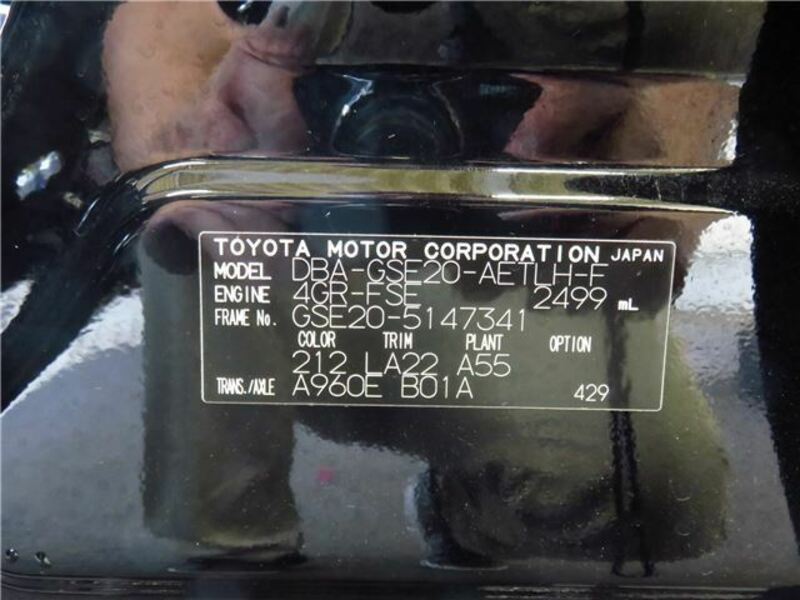 TOYOTA MOTOR CORPORATION JAPAN
MODEL DBA-GSE20-AETLH-F
ENGINE 4GR-FSE 2499 mL
FRAME No. GSE20-5147341
COLOR TRIM PLANT OPTION
212 LA22 A55
TRANS./AXLE A960E B01A 429